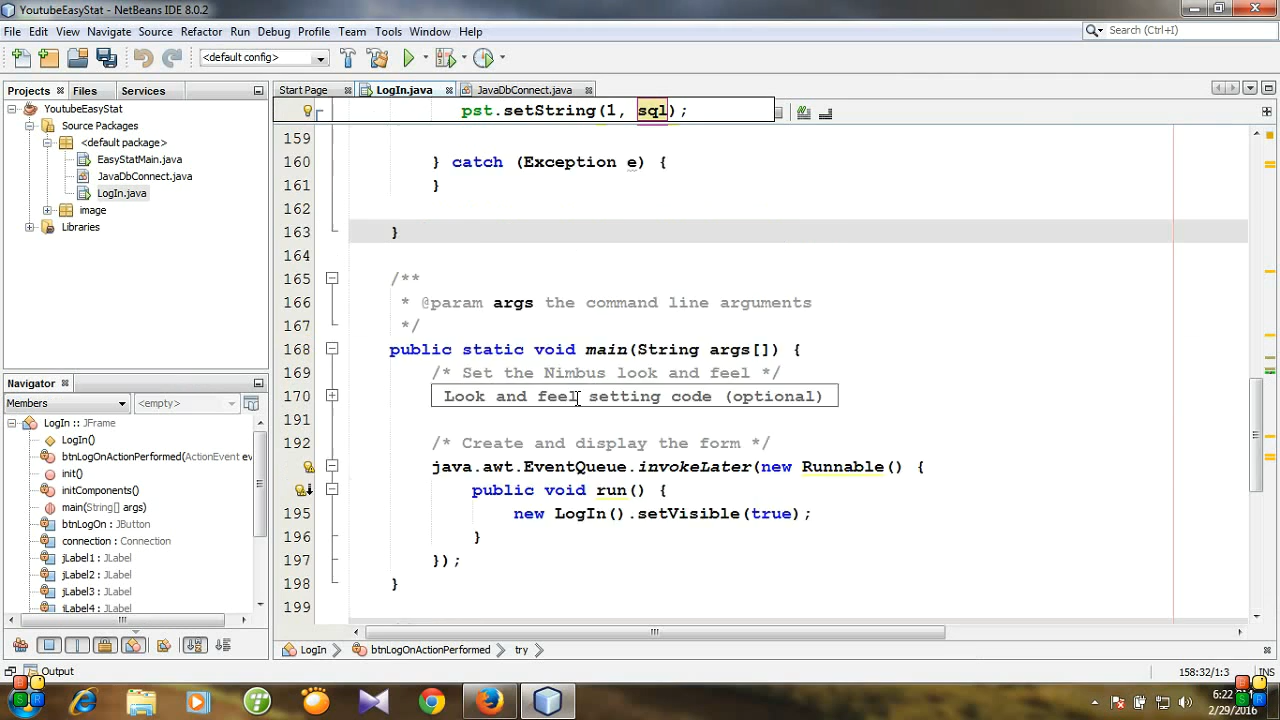 YoutubeEasyStat - NetBeans IDE 8.0.2
File Edit View Navigate Source Refactor Run Debug Profile Team Tools Window Help
Search (Ctrl+I)
<default config>
Projects Files Services
Start Page LogIn.java JavaDbConnect.java
YoutubeEasyStat
Source Packages
<default package>
EasyStatMain.java
JavaDbConnect.java
LogIn.java
image
Libraries
pst.setString(1, sql);
159
160 } catch (Exception e) {
161 }
162
163 }
164
165 /**
166 * @param args the command line arguments
167 */
168 public static void main(String args[]) {
169 /* Set the Nimbus look and feel */
170 Look and feel setting code (optional)
191
192 /* Create and display the form */
java.awt.EventQueue.invokeLater(new Runnable() {
public void run() {
195 new LogIn().setVisible(true);
196 }
197 });
198 }
199
Navigator
Members <empty>
LogIn :: JFrame
LogIn()
btnLogOnActionPerformed(ActionEvent ev
init()
initComponents()
main(String[] args)
btnLogOn : JButton
connection : Connection
jLabel1 : JLabel
jLabel2 : JLabel
jLabel3 : JLabel
jLabel4 : JLabel
LogIn btnLogOnActionPerformed try
Output
158:32/1:3 INS
2/29/2016